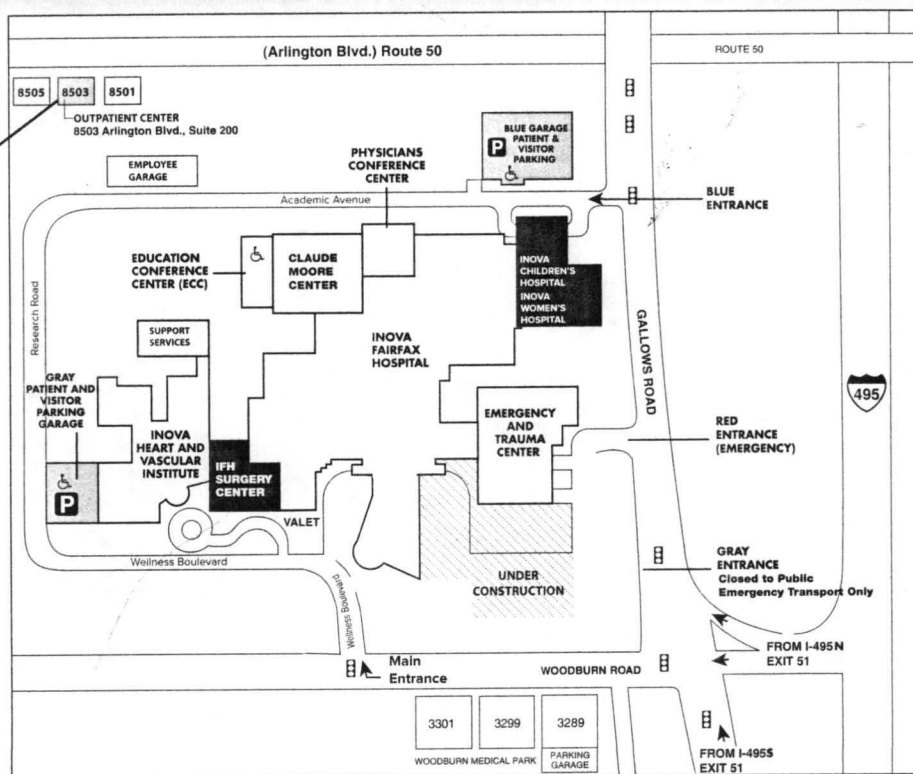 (Arlington Blvd.) Route 50
ROUTE 50
8505
8503
8501
OUTPATIENT CENTER
8503 Arlington Blvd., Suite 200
BLUE GARAGE
PATIENT &
VISITOR
PARKING
P
EMPLOYEE
GARAGE
PHYSICIANS
CONFERENCE
CENTER
Academic Avenue
BLUE
ENTRANCE
EDUCATION
CONFERENCE
CENTER (ECC)
CLAUDE
MOORE
CENTER
INOVA
CHILDREN'S
HOSPITAL
INOVA
WOMEN'S
HOSPITAL
Research Road
SUPPORT
SERVICES
INOVA
FAIRFAX
HOSPITAL
GALLOWS ROAD
495
GRAY
PATIENT AND
VISITOR
PARKING
GARAGE
EMERGENCY
AND
TRAUMA
CENTER
RED
ENTRANCE
(EMERGENCY)
INOVA
HEART AND
VASCULAR
INSTITUTE
IFH
SURGERY
CENTER
P
VALET
Wellness Boulevard
UNDER
CONSTRUCTION
GRAY
ENTRANCE
Closed to Public
Emergency Transport Only
Wellness Boulevard
Main
Entrance
WOODBURN ROAD
FROM I-495N
EXIT 51
3301
3299
3289
WOODBURN MEDICAL PARK
PARKING
GARAGE
FROM I-495S
EXIT 51